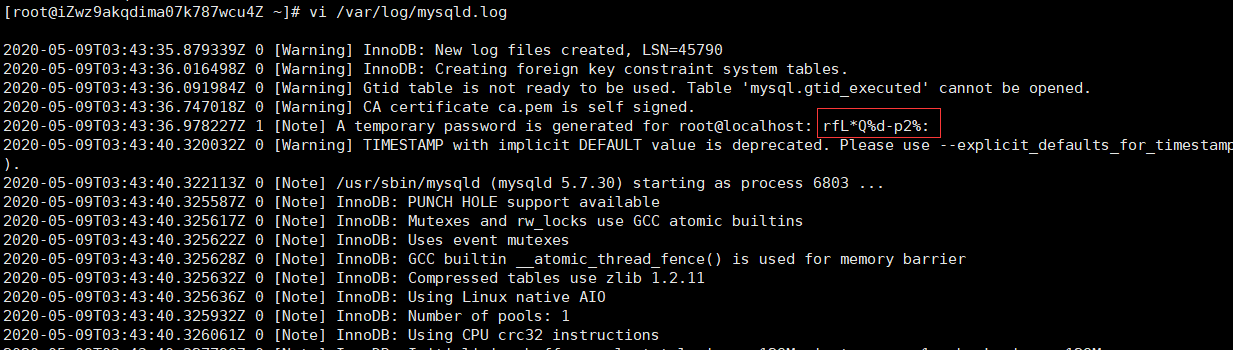 [root@iZwz9akqdima07k787wcu4Z ~]# vi /var/log/mysqld.log
2020-05-09T03:43:35.879339Z 0 [Warning] InnoDB: New log files created, LSN=45790
2020-05-09T03:43:36.016498Z 0 [Warning] InnoDB: Creating foreign key constraint system tables.
2020-05-09T03:43:36.091984Z 0 [Warning] Gtid table is not ready to be used. Table 'mysql.gtid_executed' cannot be opened.
2020-05-09T03:43:36.747018Z 0 [Warning] CA certificate ca.pem is self signed.
2020-05-09T03:43:36.978227Z 1 [Note] A temporary password is generated for root@localhost: rfL*Q%d-p2%:
2020-05-09T03:43:40.320032Z 0 [Warning] TIMESTAMP with implicit DEFAULT value is deprecated. Please use --explicit_defaults_for_timestamp
).
2020-05-09T03:43:40.322113Z 0 [Note] /usr/sbin/mysqld (mysqld 5.7.30) starting as process 6803 ...
2020-05-09T03:43:40.325587Z 0 [Note] InnoDB: PUNCH HOLE support available
2020-05-09T03:43:40.325617Z 0 [Note] InnoDB: Mutexes and rw_locks use GCC atomic builtins
2020-05-09T03:43:40.325622Z 0 [Note] InnoDB: Uses event mutexes
2020-05-09T03:43:40.325628Z 0 [Note] InnoDB: GCC builtin __atomic_thread_fence() is used for memory barrier
2020-05-09T03:43:40.325632Z 0 [Note] InnoDB: Compressed tables use zlib 1.2.11
2020-05-09T03:43:40.325636Z 0 [Note] InnoDB: Using Linux native AIO
2020-05-09T03:43:40.325932Z 0 [Note] InnoDB: Number of pools: 1
2020-05-09T03:43:40.326061Z 0 [Note] InnoDB: Using CPU crc32 instructions